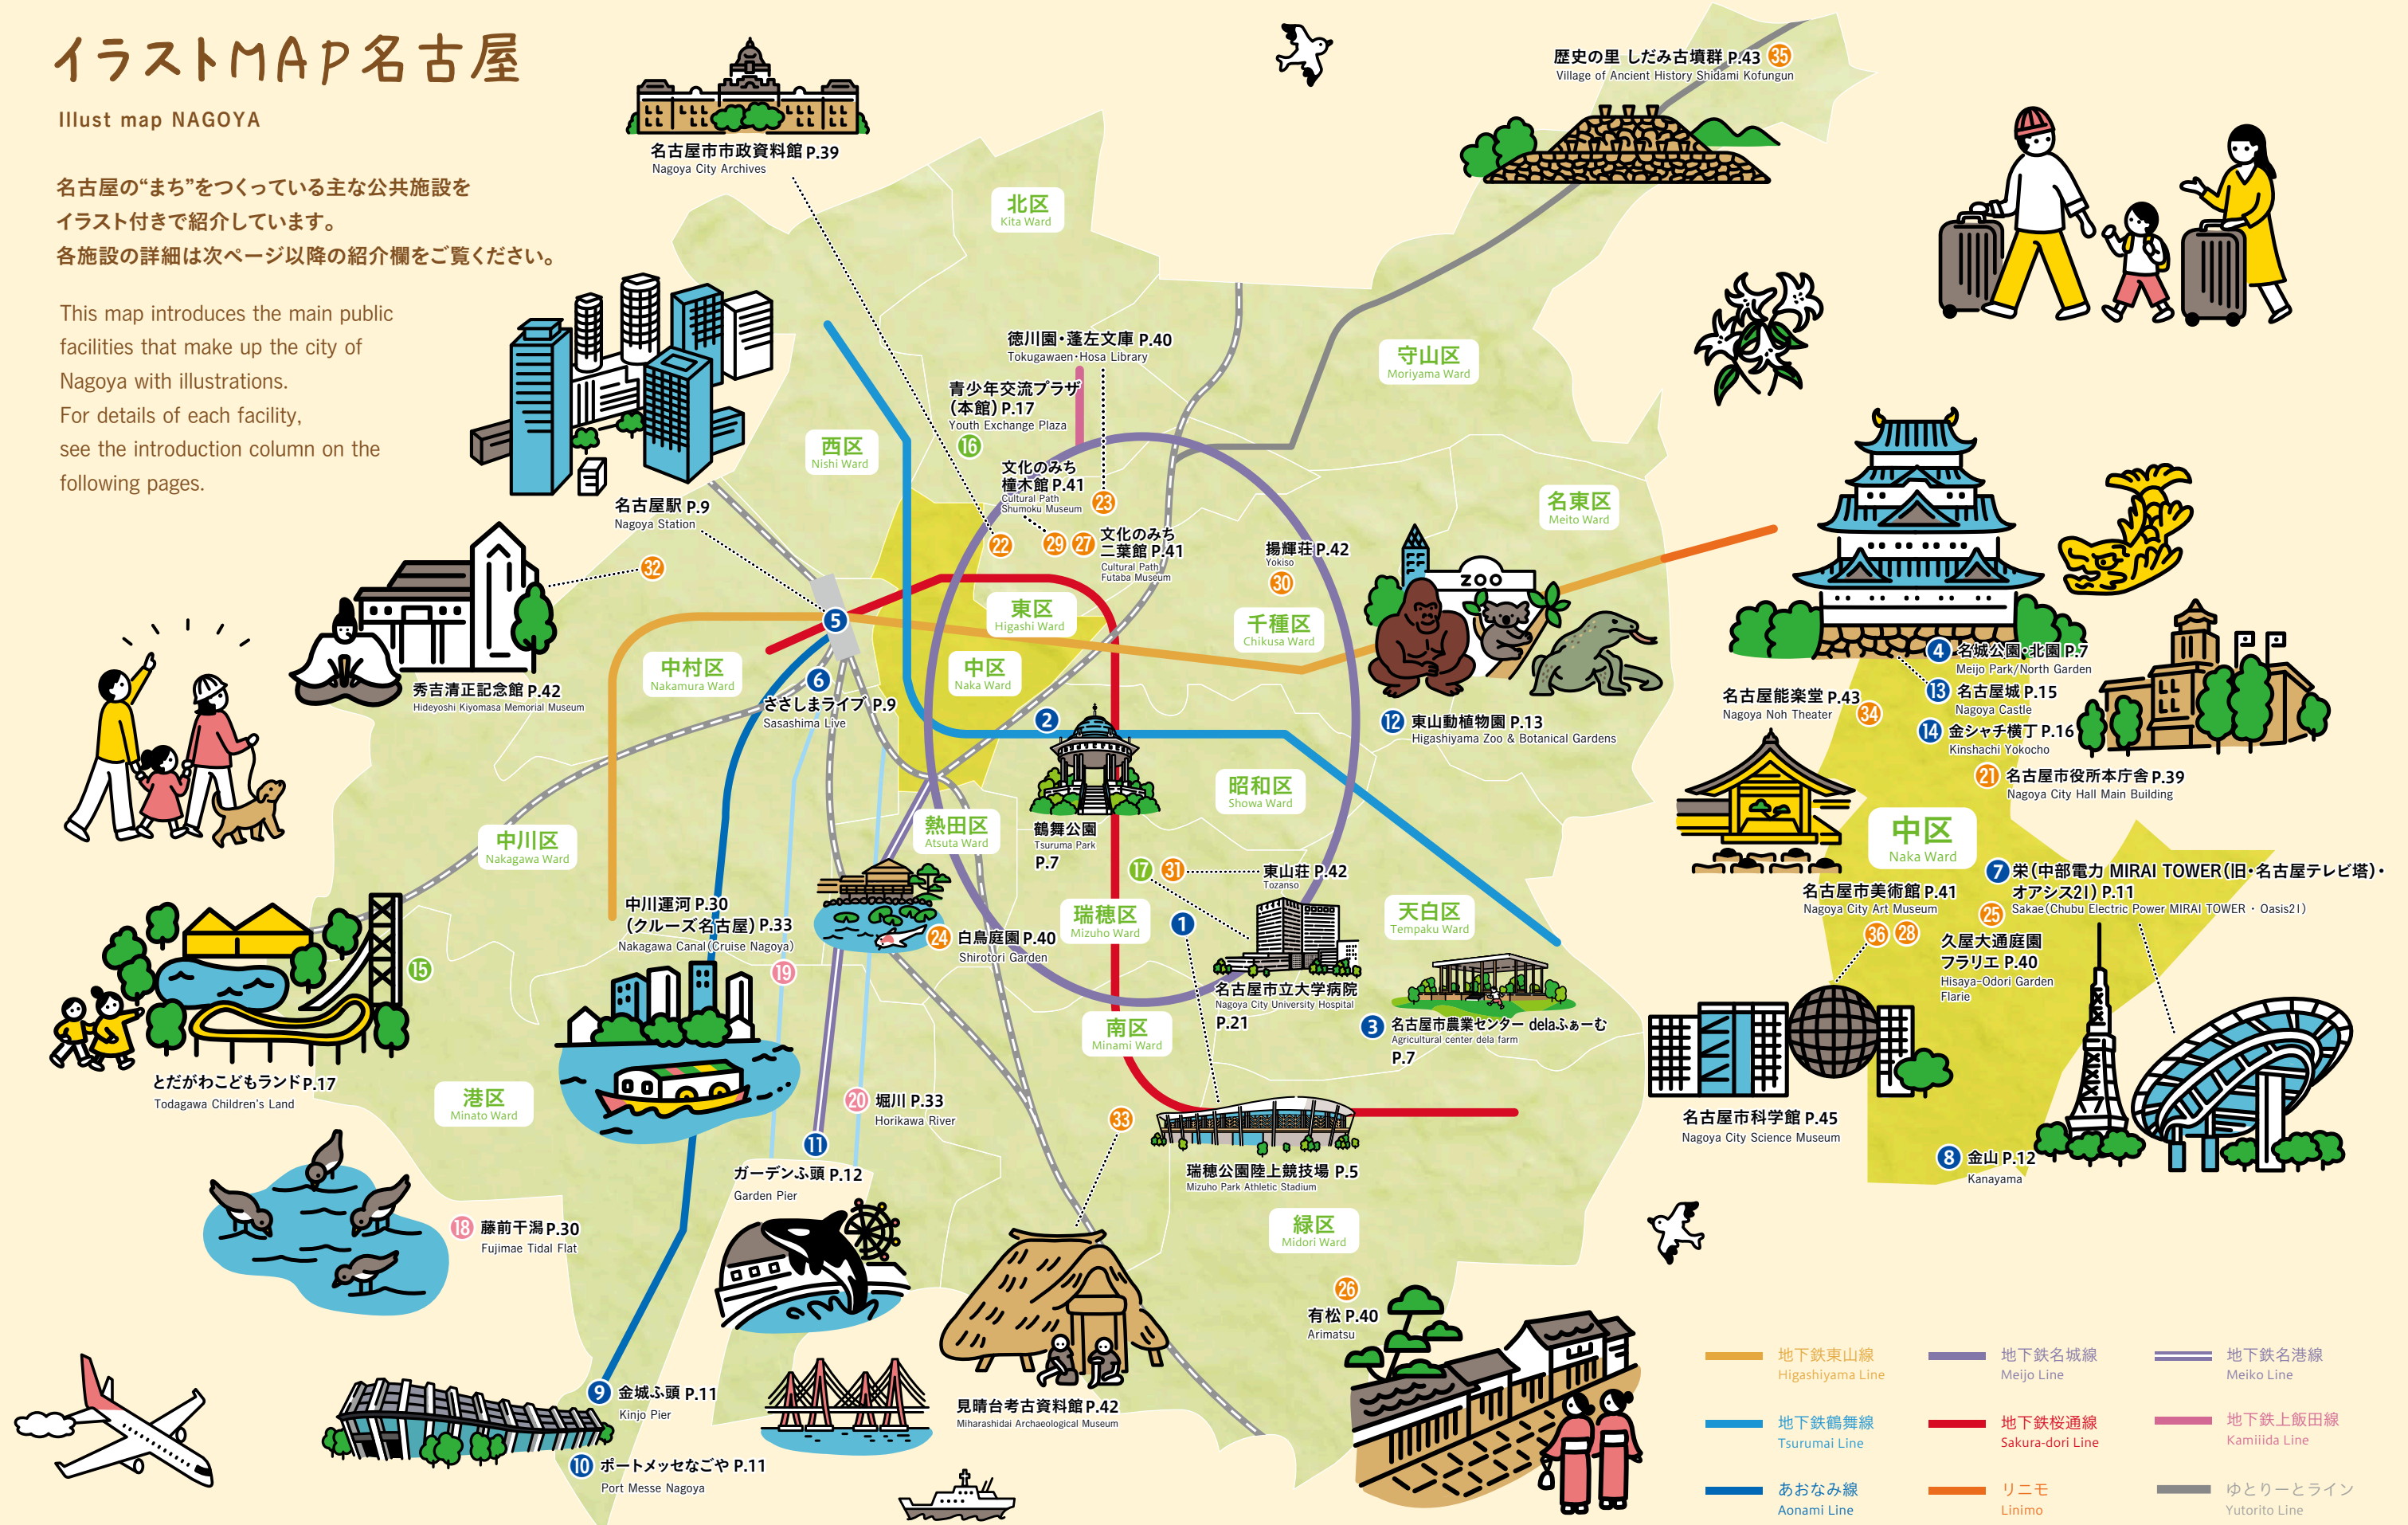 イラストMAP名古屋
Illust map NAGOYA
名古屋の“まち”をつくっている主な公共施設を
イラスト付きで紹介しています。
各施設の詳細は次ページ以降の紹介欄をご覧ください。
This map introduces the main public
facilities that make up the city of
Nagoya with illustrations.
For details of each facility,
see the introduction column on the
following pages.
名古屋市市政資料館 P.39
Nagoya City Archives
歴史の里 しだみ古墳群 P.43 35
Village of Ancient History Shidami Kofungun
北区
Kita Ward
徳川園・蓬左文庫 P.40
Tokugawaen・Hosa Library
守山区
Moriyama Ward
青少年交流プラザ
（本館）P.17
Youth Exchange Plaza
16
西区
Nishi Ward
文化のみち
橦木館 P.41
Cultural Path
Shumoku Museum
23
名東区
Meito Ward
名古屋駅 P.9
Nagoya Station
22
29
27
文化のみち
二葉館 P.41
Cultural Path
Futaba Museum
揚輝荘 P.42
Yokiso
30
32
ZOO
5
東区
Higashi Ward
千種区
Chikusa Ward
中村区
Nakamura Ward
中区
Naka Ward
秀吉清正記念館 P.42
Hideyoshi Kiyomasa Memorial Museum
6
ささしまライブ P.9
Sasashima Live
2
12 東山動植物園 P.13
Higashiyama Zoo & Botanical Gardens
4 名城公園・北園 P.7
Meijo Park/North Garden
13 名古屋城 P.15
Nagoya Castle
名古屋能楽堂 P.43
Nagoya Noh Theater
34
14 金シャチ横丁 P.16
Kinshachi Yokocho
21 名古屋市役所本庁舎 P.39
Nagoya City Hall Main Building
昭和区
Showa Ward
中川区
Nakagawa Ward
熱田区
Atsuta Ward
鶴舞公園
Tsuruma Park
P.7
中区
Naka Ward
17
31
東山荘 P.42
Tozanso
7 栄（中部電力 MIRAI TOWER（旧・名古屋テレビ塔）・
オアシス21）P.11
Sakae（Chubu Electric Power MIRAI TOWER ・ Oasis21）
名古屋市美術館 P.41
Nagoya City Art Museum
25
36
28
久屋大通庭園
フラリエ P.40
Hisaya-Odori Garden
Flarie
中川運河 P.30
（クルーズ名古屋）P.33
Nakagawa Canal（Cruise Nagoya）
19
24 白鳥庭園 P.40
Shirotori Garden
瑞穂区
Mizuho Ward
1
天白区
Tempaku Ward
15
名古屋市立大学病院
Nagoya City University Hospital
P.21
南区
Minami Ward
3 名古屋市農業センター delaふぁーむ
Agricultural center dela farm
P.7
とだがわこどもランド P.17
Todagawa Children's Land
港区
Minato Ward
20 堀川 P.33
Horikawa River
33
名古屋市科学館 P.45
Nagoya City Science Museum
11
ガーデンふ頭 P.12
Garden Pier
瑞穂公園陸上競技場 P.5
Mizuho Park Athletic Stadium
8 金山 P.12
Kanayama
18 藤前干潟 P.30
Fujimae Tidal Flat
緑区
Midori Ward
26
有松 P.40
Arimatsu
9 金城ふ頭 P.11
Kinjo Pier
見晴台考古資料館 P.42
Miharashidai Archaeological Museum
10 ポートメッセなごや P.11
Port Messe Nagoya
地下鉄東山線
Higashiyama Line
地下鉄名城線
Meijo Line
地下鉄名港線
Meiko Line
地下鉄鶴舞線
Tsurumai Line
地下鉄桜通線
Sakura-dori Line
地下鉄上飯田線
Kamiiida Line
あおなみ線
Aonami Line
リニモ
Linimo
ゆとりーとライン
Yutorito Line